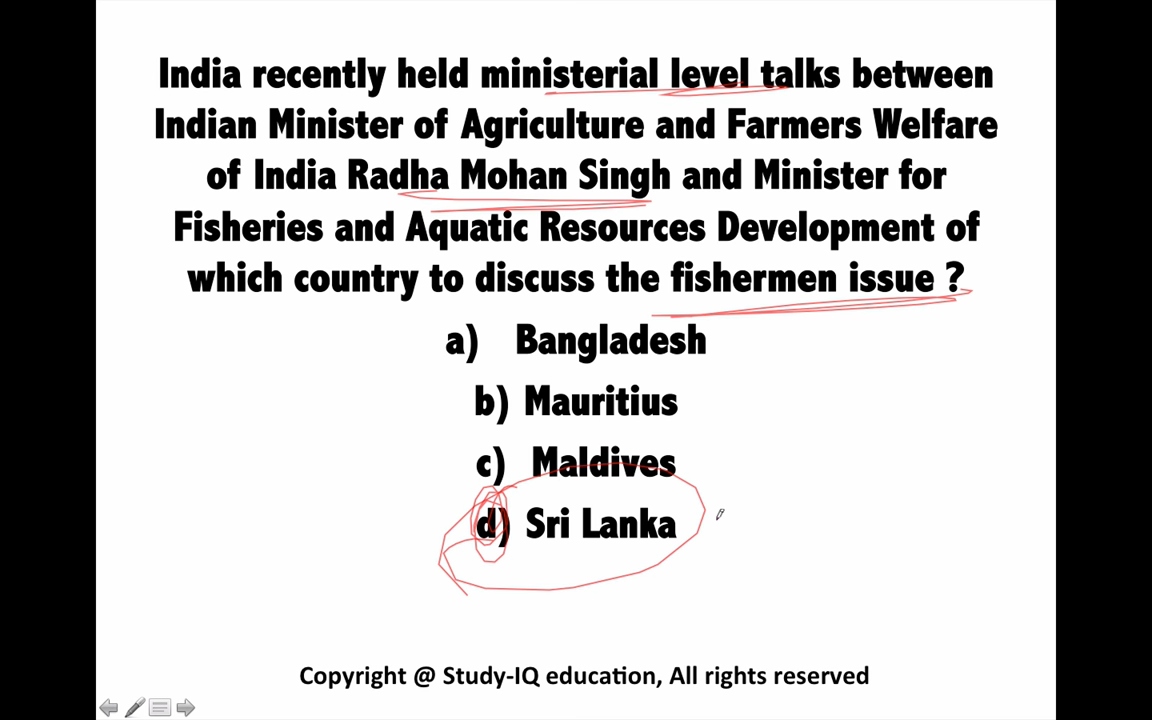 India recently held ministerial level talks between
Indian Minister of Agriculture and Farmers Welfare
of India Radha Mohan Singh and Minister for
Fisheries and Aquatic Resources Development of
which country to discuss the fishermen issue ?
a) Bangladesh
b) Mauritius
c) Maldives
d) Sri Lanka
Copyright @ Study-IQ education, All rights reserved